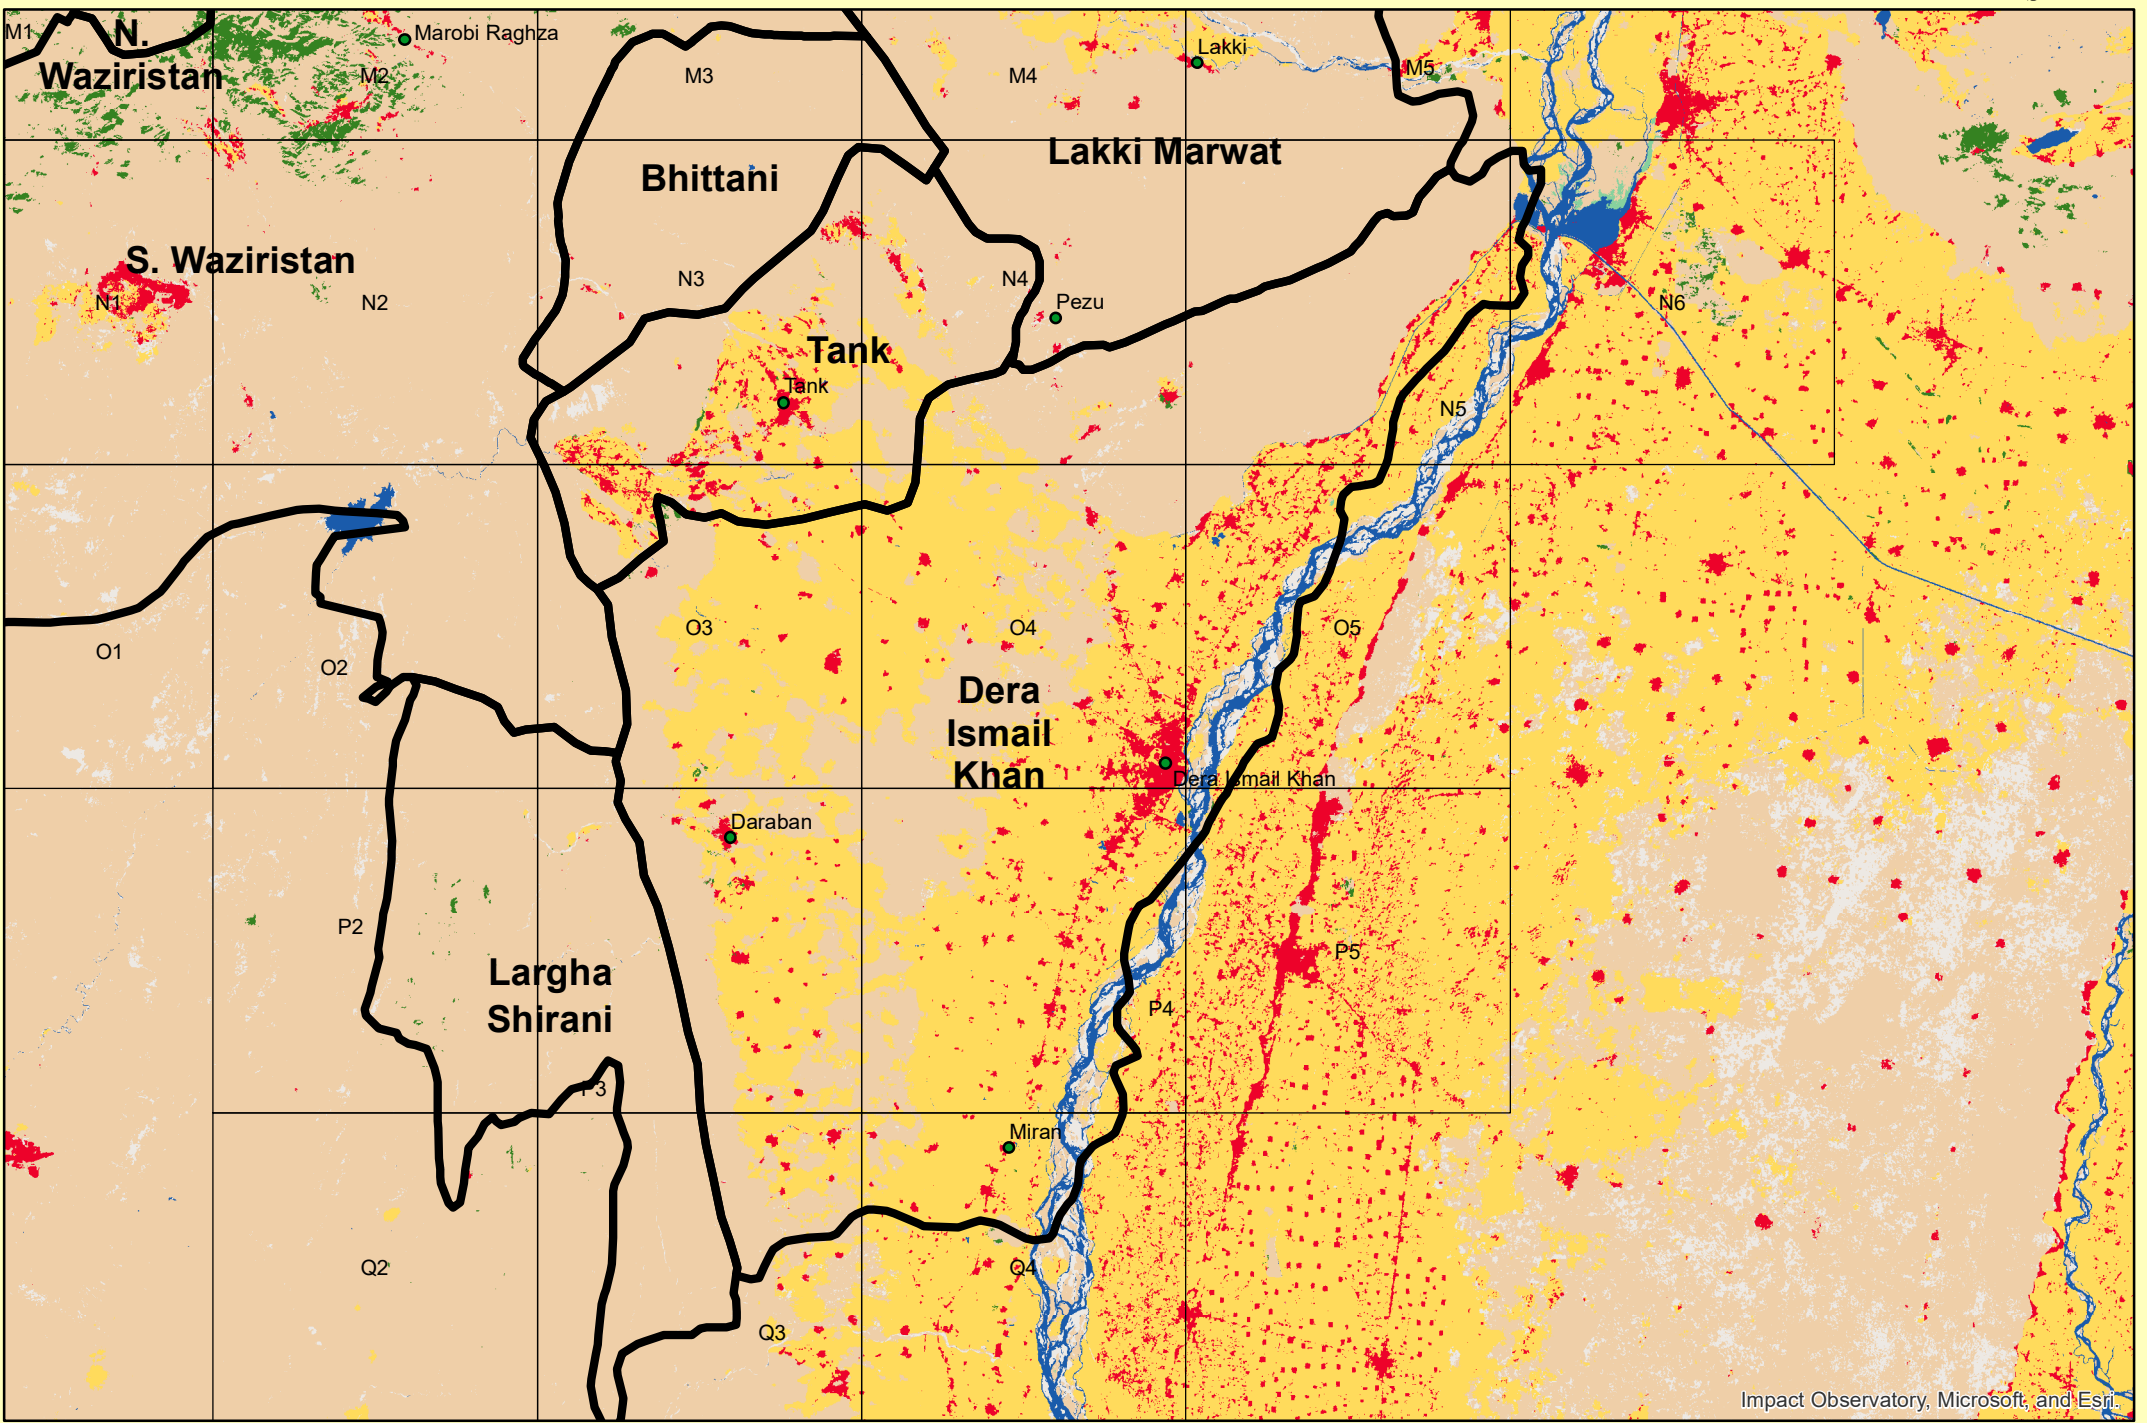 M1
N.
Waziristan
M2
Marobi Raghza
M3
M4
Lakki
M5
Bhittani
Lakki Marwat
S. Waziristan
N1
N2
N3
N4
Pezu
N6
Tank
Tank
N5
O1
O2
O3
O4
O5
Dera
Ismail
Khan
Dera Ismail Khan
Daraban
P2
Largha
Shirani
P5
P4
P3
Miran
Q2
Q4
Q3
Impact Observatory, Microsoft, and Esri.